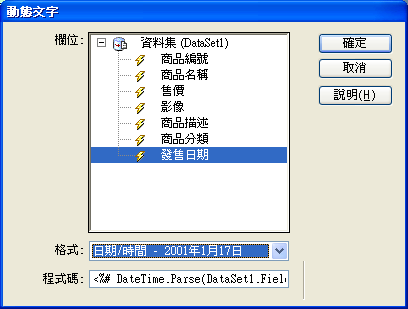 動態文字
欄位:
資料集 (DataSet1)
商品編號
商品名稱
售價
影像
商品描述
商品分類
發售日期
確定
取消
說明(H)
格式: 日期/時間 - 2001年1月17日
程式碼: <%# DateTime.Parse(DataSet1.Fiel